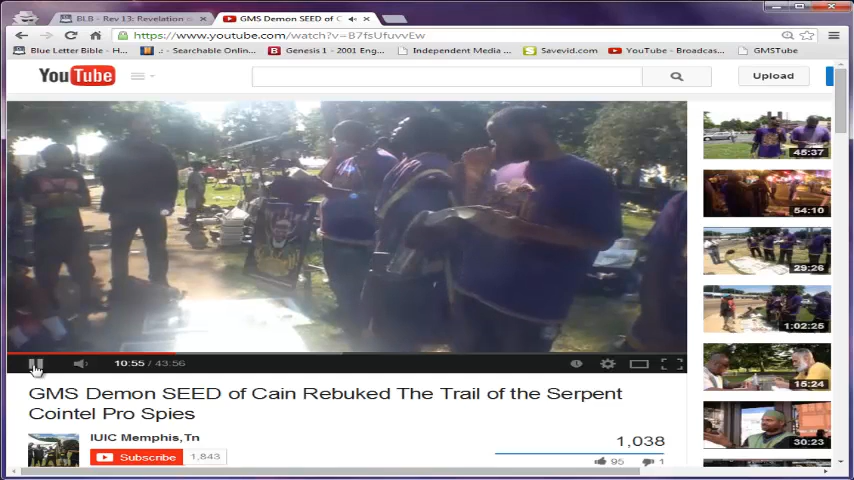 BLB - Rev 13: Revelation
GMS Demon SEED of C
https://www.youtube.com/watch?v=B7fsUfuvvEw
Blue Letter Bible - H...
.: - Searchable Onlin...
Genesis 1 - 2001 Eng...
Independent Media ...
Savevid.com
YouTube - Broadcas...
GMSTube
YouTube
Upload
45:37
54:10
29:26
1:02:25
15:24
30:23
10:55 / 43:56
GMS Demon SEED of Cain Rebuked The Trail of the Serpent
Cointel Pro Spies
IUIC Memphis,Tn
Subscribe 1,843
1,038
95 1